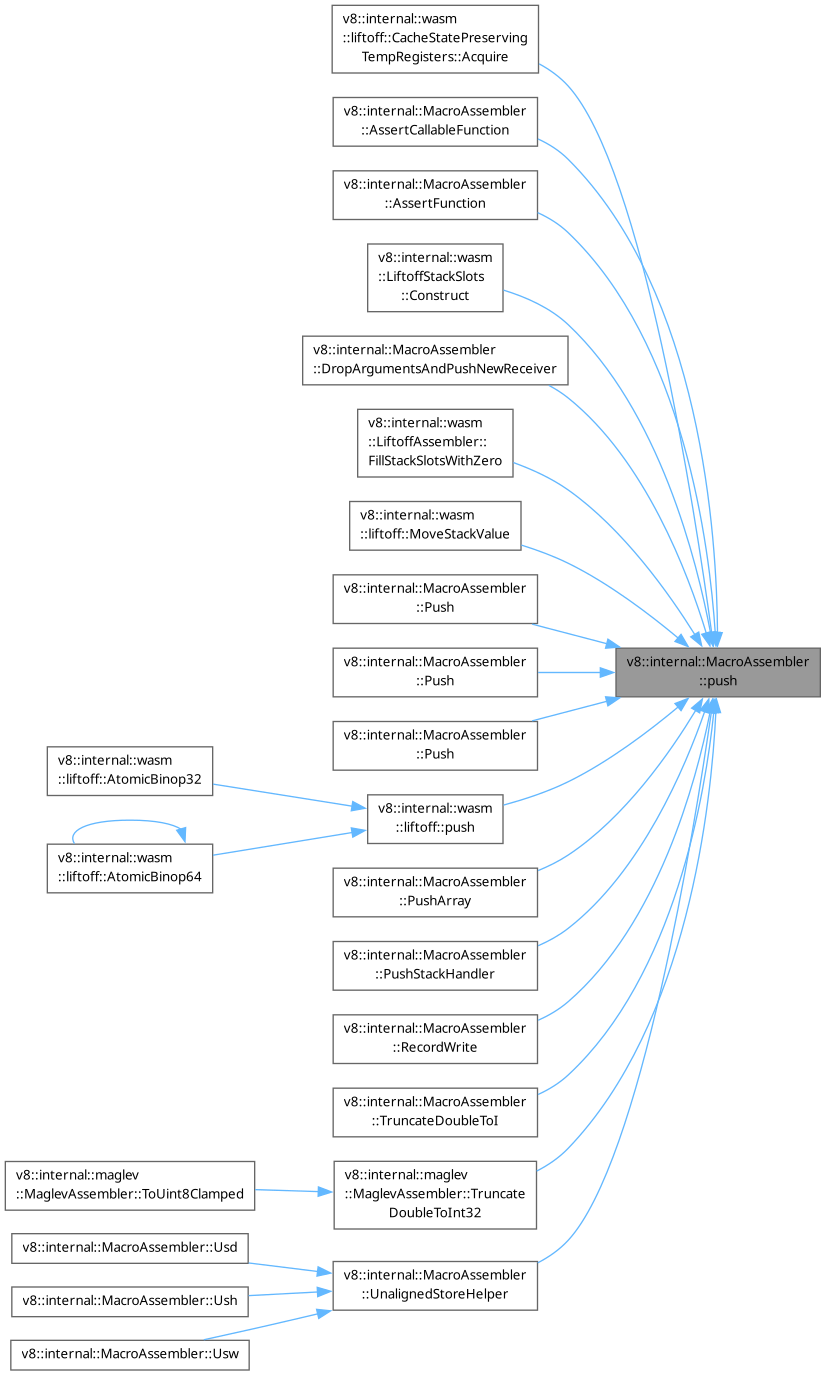 v8::internal::wasm
::liftoff::CacheStatePreserving
TempRegisters::Acquire
v8::internal::MacroAssembler
::AssertCallableFunction
v8::internal::MacroAssembler
::AssertFunction
v8::internal::wasm
::LiftoffStackSlots
::Construct
v8::internal::MacroAssembler
::DropArgumentsAndPushNewReceiver
v8::internal::wasm
::LiftoffAssembler::
FillStackSlotsWithZero
v8::internal::wasm
::liftoff::MoveStackValue
v8::internal::MacroAssembler
::Push
v8::internal::MacroAssembler
::push
v8::internal::MacroAssembler
::Push
v8::internal::MacroAssembler
::Push
v8::internal::wasm
::liftoff::AtomicBinop32
v8::internal::wasm
::liftoff::push
v8::internal::wasm
::liftoff::AtomicBinop64
v8::internal::MacroAssembler
::PushArray
v8::internal::MacroAssembler
::PushStackHandler
v8::internal::MacroAssembler
::RecordWrite
v8::internal::MacroAssembler
::TruncateDoubleToI
v8::internal::maglev
::MaglevAssembler::ToUint8Clamped
v8::internal::maglev
::MaglevAssembler::Truncate
DoubleToInt32
v8::internal::MacroAssembler::Usd
v8::internal::MacroAssembler
::UnalignedStoreHelper
v8::internal::MacroAssembler::Ush
v8::internal::MacroAssembler::Usw